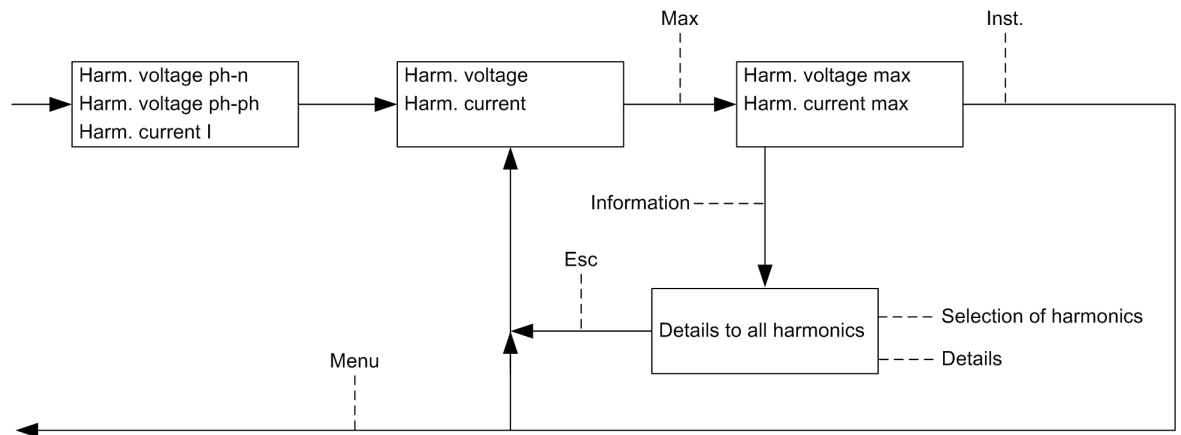 Max
Inst.
Harm. voltage ph-n
Harm. voltage ph-ph
Harm. current I
Harm. voltage
Harm. current
Harm. voltage max
Harm. current max
Information
Esc
Details to all harmonics
Selection of harmonics
Details
Menu